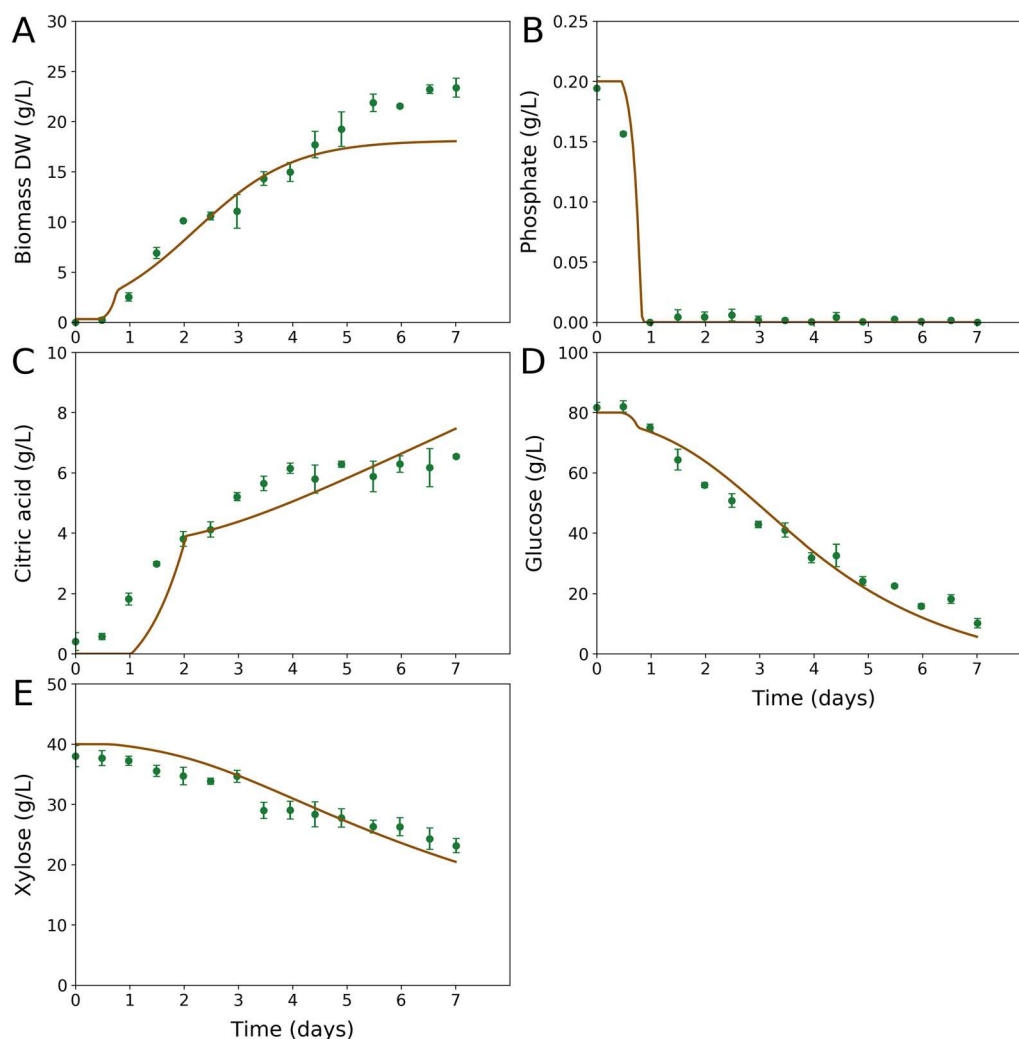 A
Biomass DW (g/L)
30
25
20
15
10
5
0
0 1 2 3 4 5 6 7
B
Phosphate (g/L)
0.25
0.20
0.15
0.10
0.05
0.00
0 1 2 3 4 5 6 7
C
Citric acid (g/L)
10
8
6
4
2
0
0 1 2 3 4 5 6 7
D
Glucose (g/L)
100
80
60
40
20
0
0 1 2 3 4 5 6 7
Time (days)
E
Xylose (g/L)
50
40
30
20
10
0
0 1 2 3 4 5 6 7
Time (days)